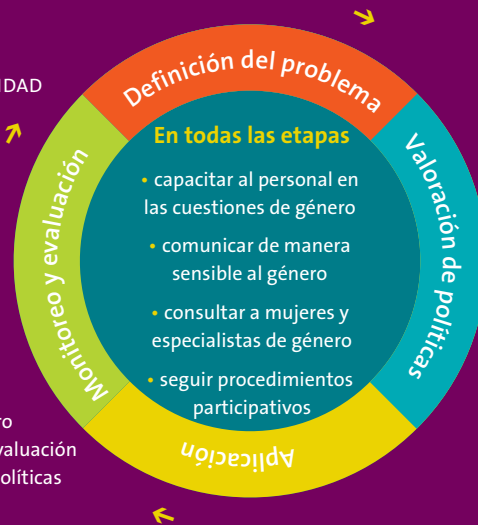 Definición del problema
IDAD
En todas las etapas
• capacitar al personal en
las cuestiones de género
• comunicar de manera
sensible al género
• consultar a mujeres y
especialistas de género
• seguir procedimientos
participativos
Valoración de políticas
Aplicación
Monitoreo y evaluación
ro
valuación
olíticas